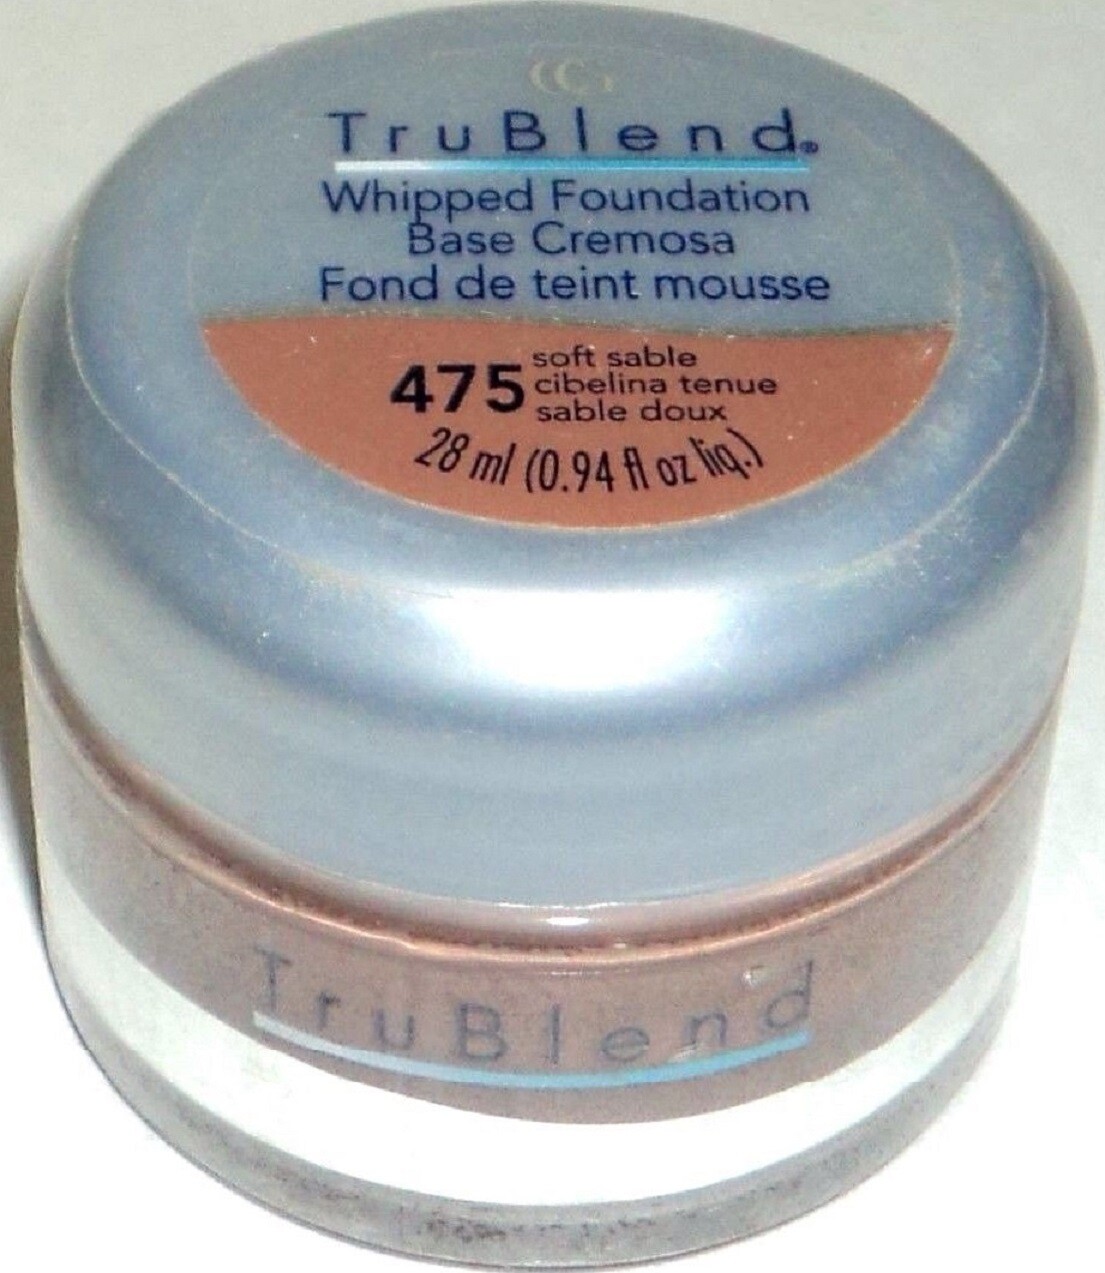 CG
TruBlend®
Whipped Foundation
Base Cremosa
Fond de teint mousse
475 soft sable
cibelina tenue
sable doux
28 ml (0.94 fl oz liq.)
TruBlend